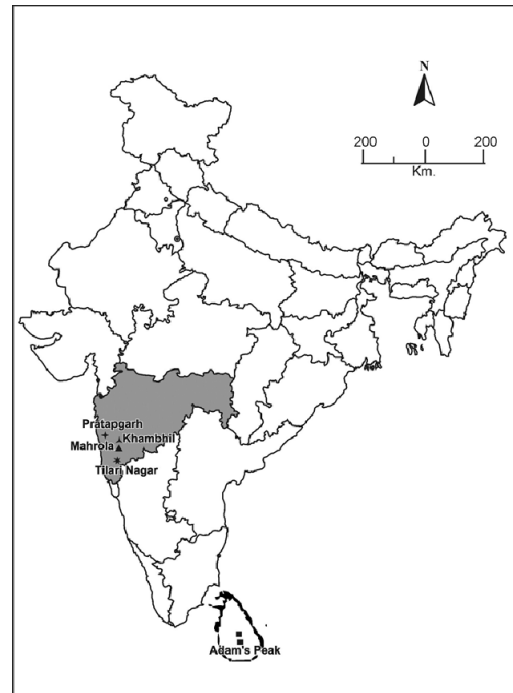 N
200 0 200
Km.
Pratapgarh
Khambhil
Mahrola
Tilari Nagar
Adam's Peak